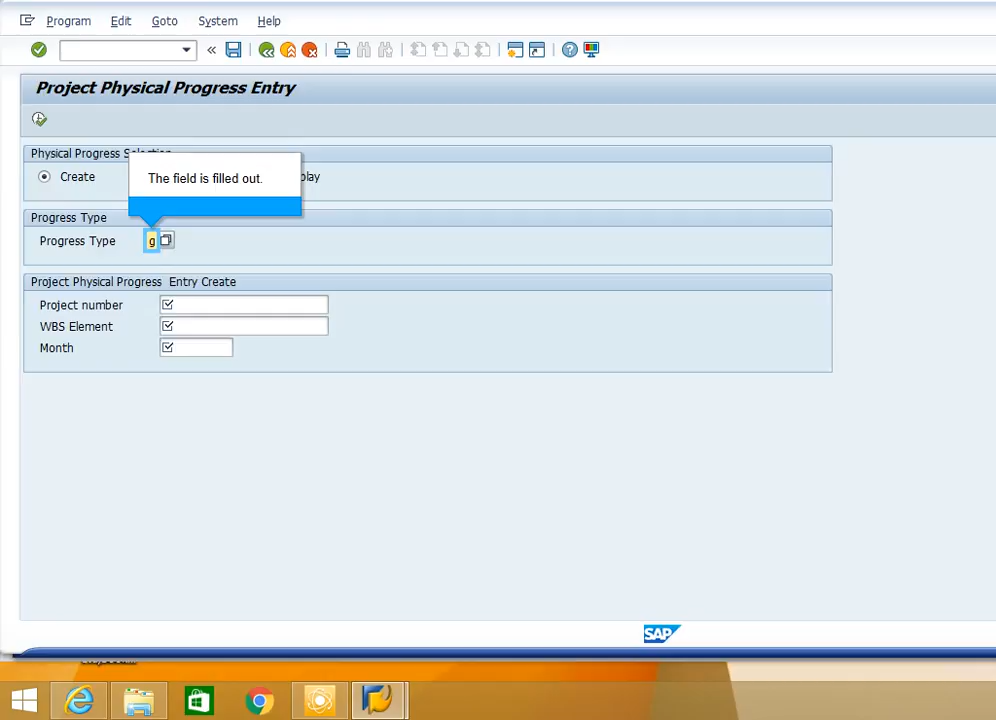 Program Edit Goto System Help
Project Physical Progress Entry
Physical Progress Selection
Create
play
The field is filled out.
Progress Type
Progress Type g
Project Physical Progress Entry Create
Project number
WBS Element
Month
SAP